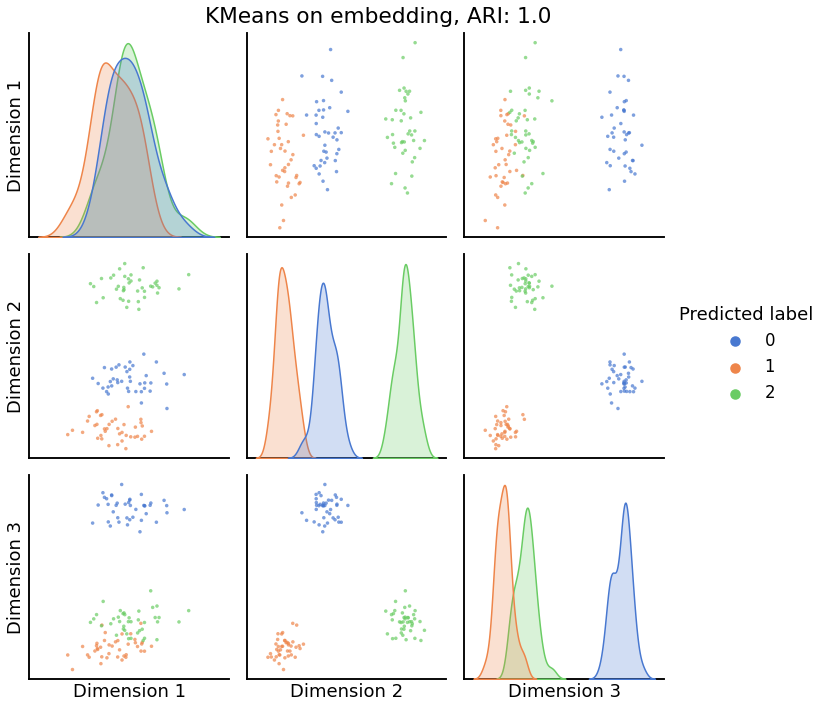 KMeans on embedding, ARI: 1.0
Dimension 1
Dimension 2
Dimension 3
Dimension 1
Dimension 2
Dimension 3
Predicted label
0
1
2